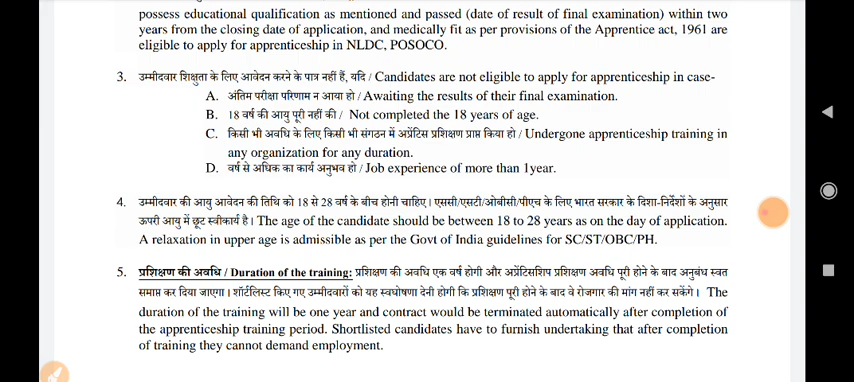 possess educational qualification as mentioned and passed (date of result of final examination) within two
years from the closing date of application, and medically fit as per provisions of the Apprentice act, 1961 are
eligible to apply for apprenticeship in NLDC, POSOCO.
3. उम्मीदवार शिक्षुता के लिए आवेदन करने के पात्र नहीं हैं, यदि / Candidates are not eligible to apply for apprenticeship in case-
A. अंतिम परीक्षा परिणाम न आया हो / Awaiting the results of their final examination.
B. 18 वर्ष की आयु पूरी नहीं की / Not completed the 18 years of age.
C. किसी भी अवधि के लिए किसी भी संगठन में अप्रेंटिस प्रशिक्षण प्राप्त किया हो / Undergone apprenticeship training in
any organization for any duration.
D. वर्ष से अधिक का कार्य अनुभव हो / Job experience of more than 1year.
4. उम्मीदवार की आयु आवेदन की तिथि को 18 से 28 वर्ष के बीच होनी चाहिए। एससी/एसटी/ओबीसी/पीएच के लिए भारत सरकार के दिशा-निर्देशों के अनुसार
ऊपरी आयु में छूट स्वीकार्य है। The age of the candidate should be between 18 to 28 years as on the day of application.
A relaxation in upper age is admissible as per the Govt of India guidelines for SC/ST/OBC/PH.
5. प्रशिक्षण की अवधि / Duration of the training: प्रशिक्षण की अवधि एक वर्ष होगी और अप्रेंटिसशिप प्रशिक्षण अवधि पूरी होने के बाद अनुबंध स्वत
समाप्त कर दिया जाएगा। शॉर्टलिस्ट किए गए उम्मीदवारों को यह स्वघोषणा देनी होगी कि प्रशिक्षण पूरी होने के बाद वे रोजगार की मांग नहीं कर सकेंगे। The
duration of the training will be one year and contract would be terminated automatically after completion of
the apprenticeship training period. Shortlisted candidates have to furnish undertaking that after completion
of training they cannot demand employment.